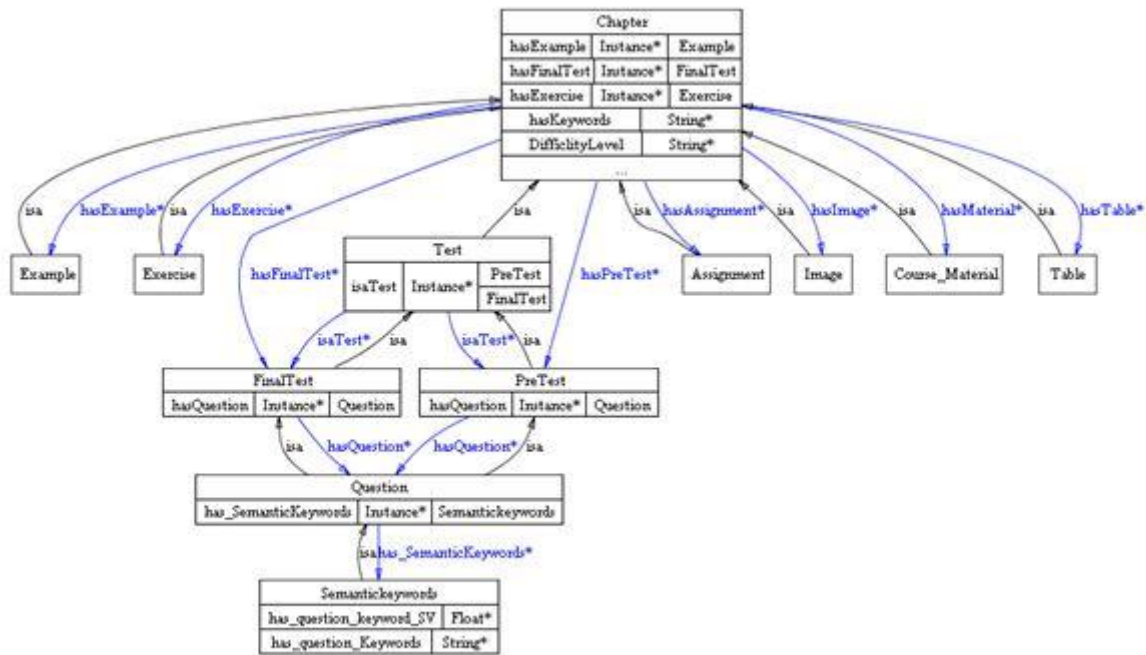 Chapter
hasExample Instance* Example
hasFinalTest Instance* FinalTest
hasExercise Instance* Exercise
hasKeywords String*
DifficlityLevel String*
...
isa hasExample* isa hasExercise* isa isa hasAssignment* isa hasImage* isa hasMaterial* isa hasTable*
hasFinalTest* hasPreTest*
Example Exercise Assignment Image Course_Material Table
Test
isaTest Instance* PreTest
FinalTest
isaTest* isa isaTest* isa
FinalTest
hasQuestion Instance* Question
PreTest
hasQuestion Instance* Question
isa hasQuestion* hasQuestion* isa
Question
has_SemanticKeywords Instance* Semantickeywords
isa has_SemanticKeywords*
Semantickeywords
has_question_keyword_SV Float*
has_question_Keywords String*